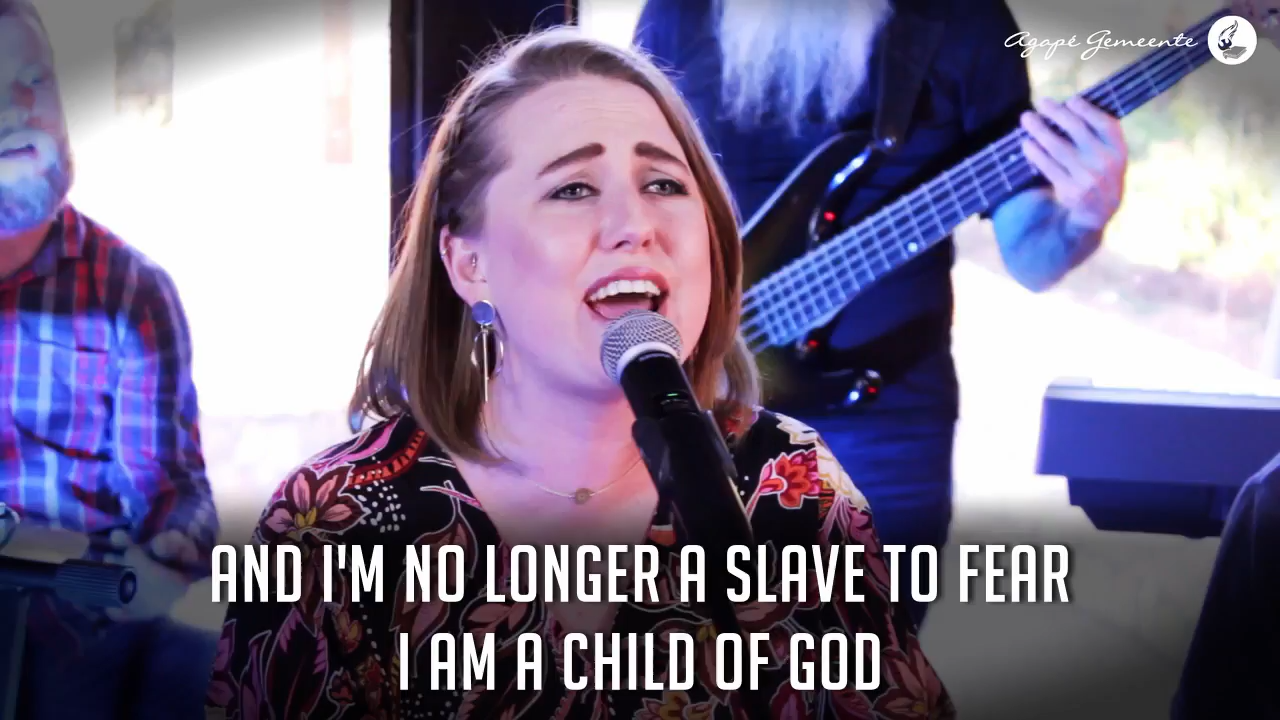 Agapé Gemeente
AND I'M NO LONGER A SLAVE TO FEAR
I AM A CHILD OF GOD